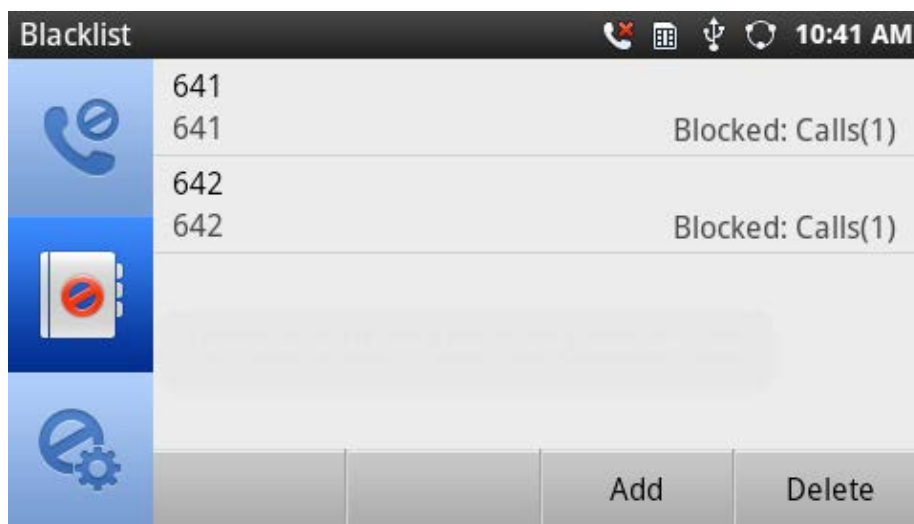 Blacklist 10:41 AM
641
641 Blocked: Calls(1)
642
642 Blocked: Calls(1)
Add Delete